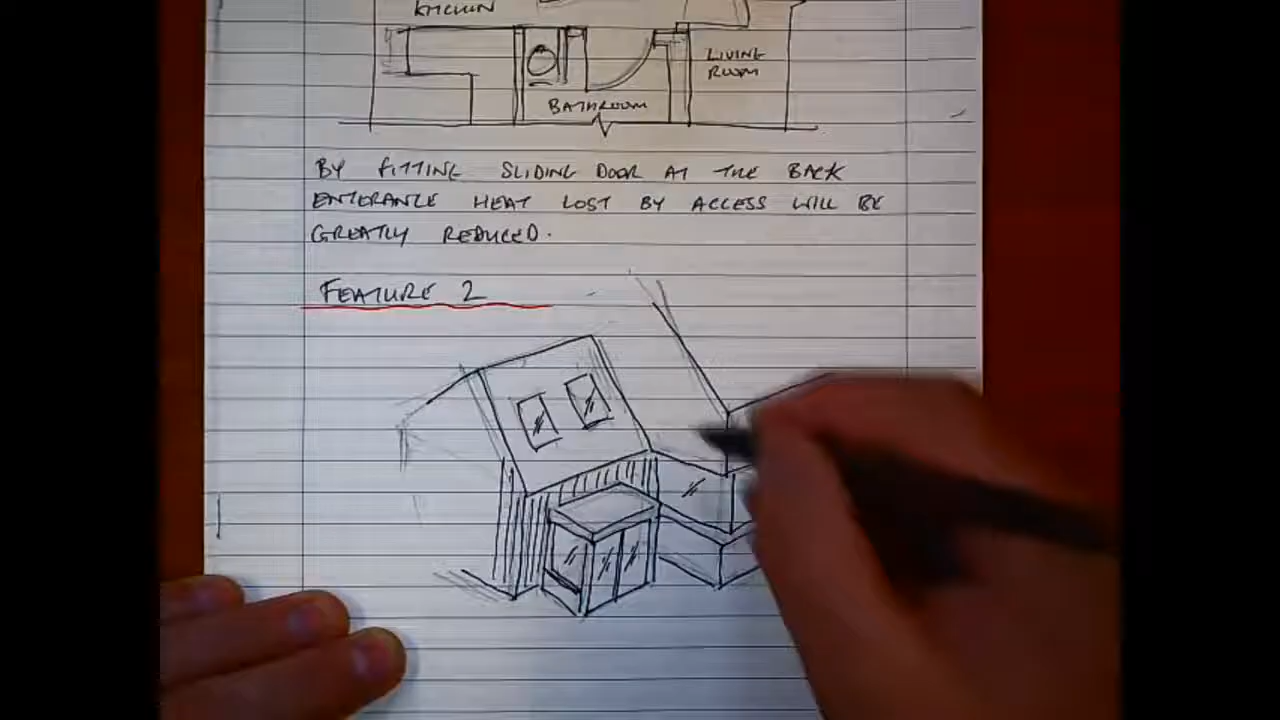 KITCHEN
LIVING
ROOM
BATHROOM
BY FITTING SLIDING DOOR AT THE BACK
ENTERANCE HEAT LOST BY ACCESS WILL BE
GREATLY REDUCED.
FEATURE 2